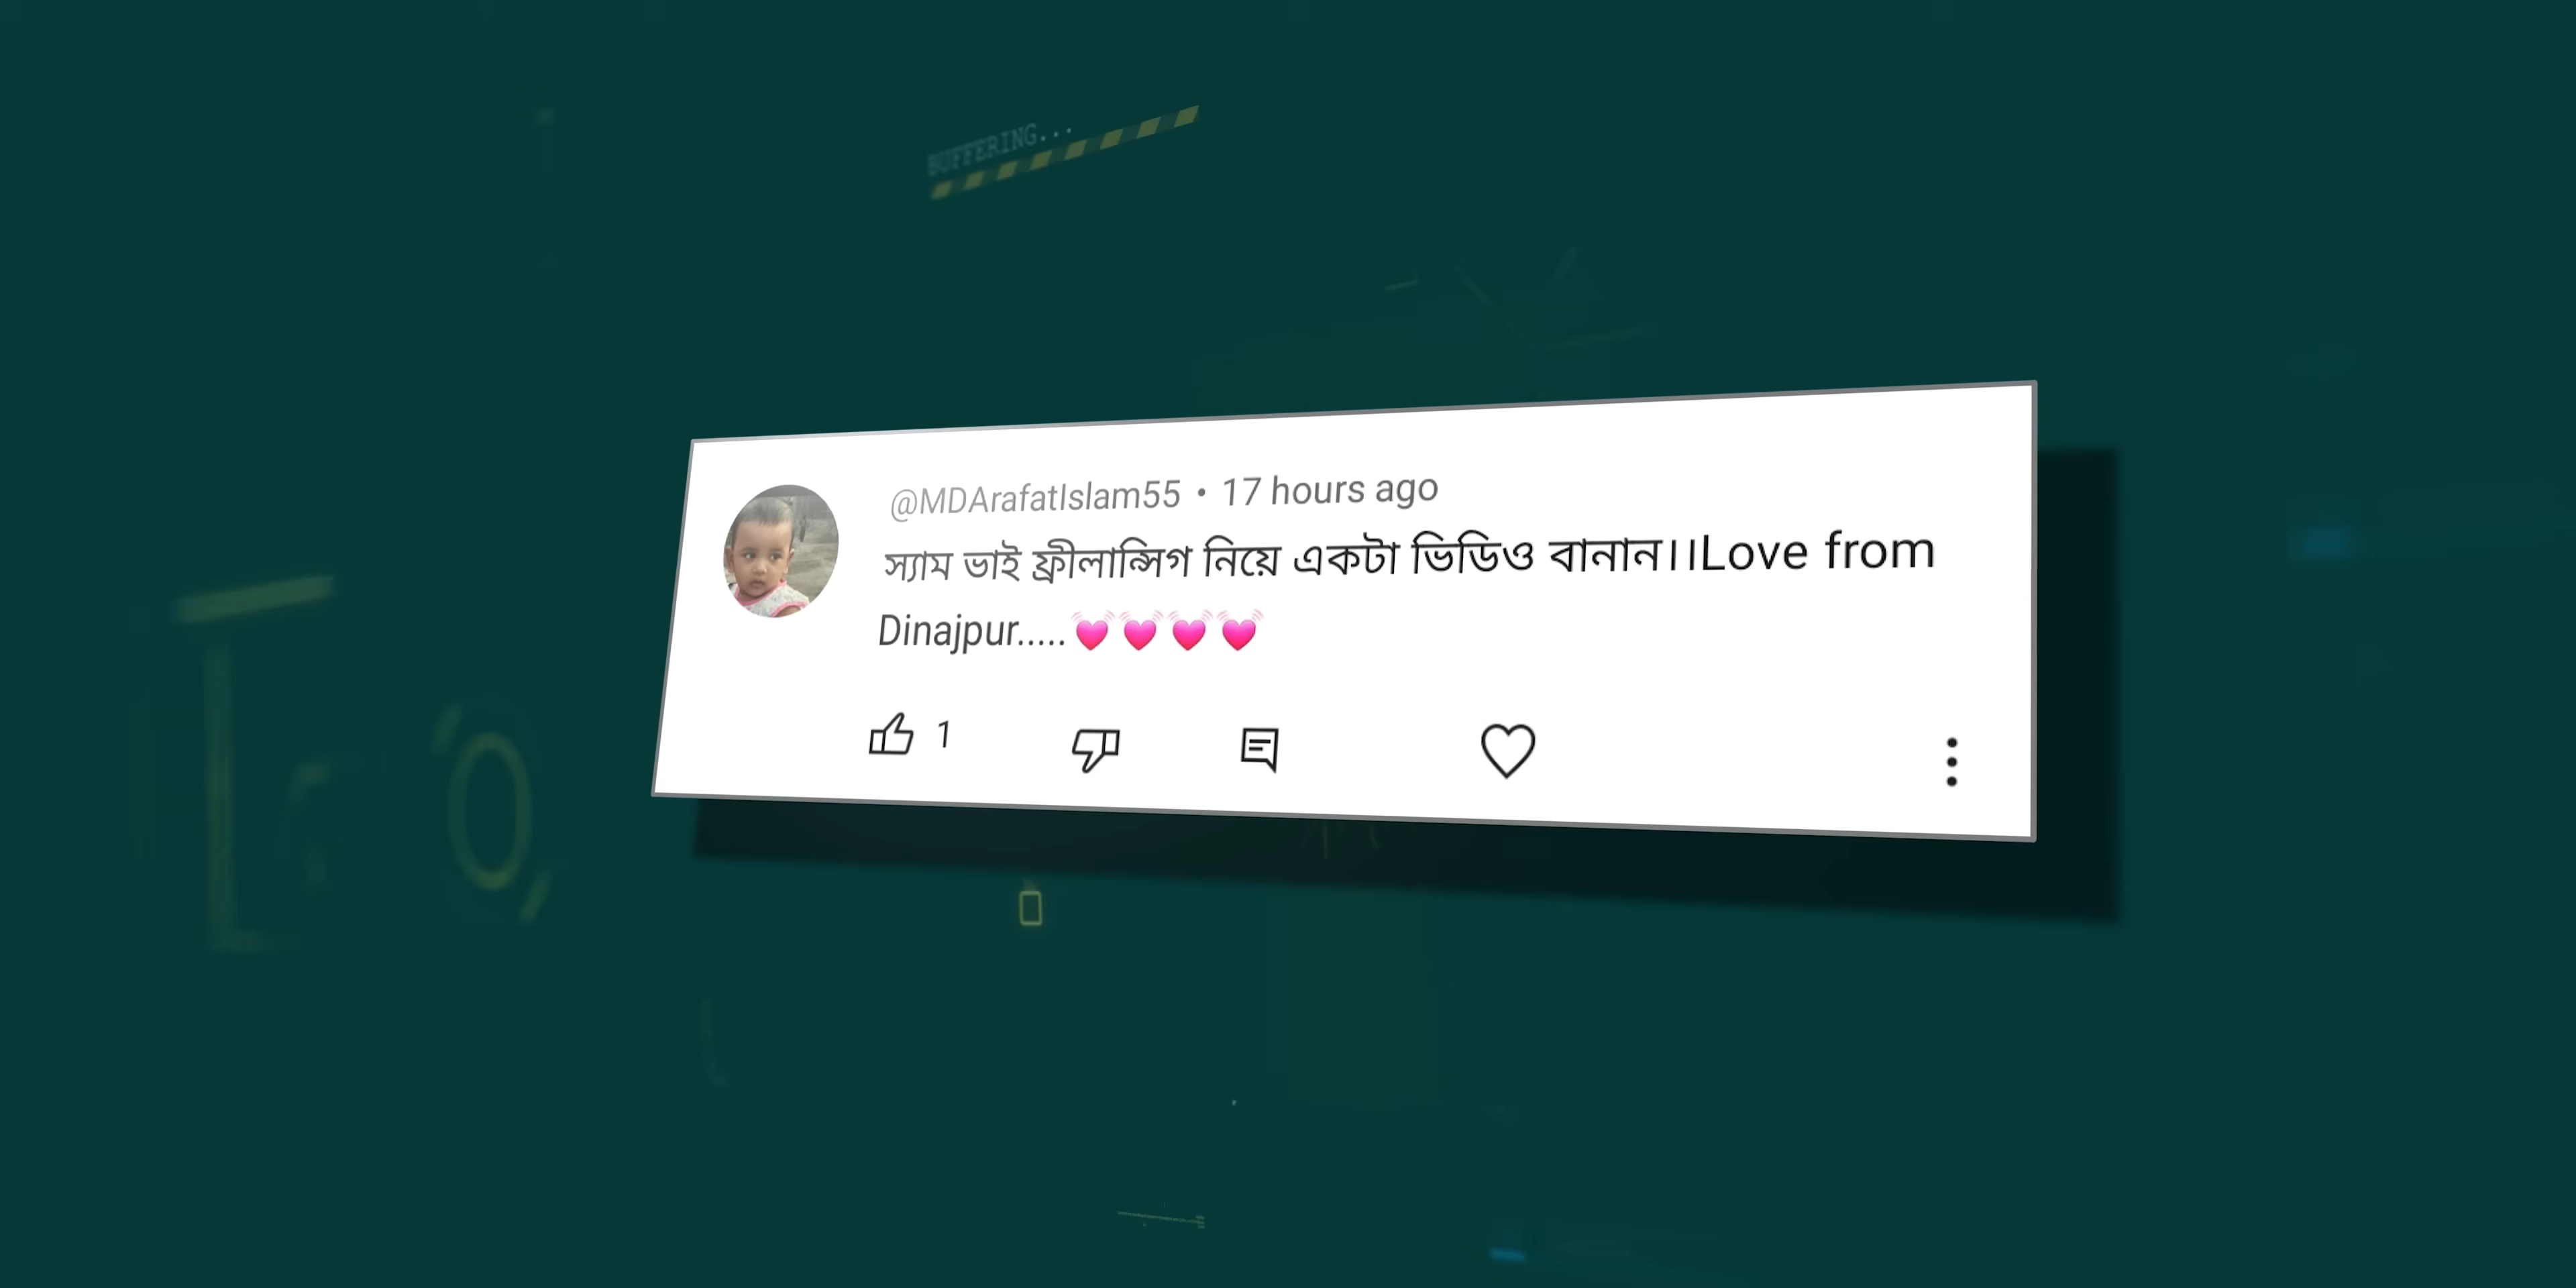 BUFFERING...
@MDArafatIslam55 • 17 hours ago
স্যাম ভাই ফ্রীলান্সিগ নিয়ে একটা ভিডিও বানান।।Love from
Dinajpur.....💓💓💓💓
1